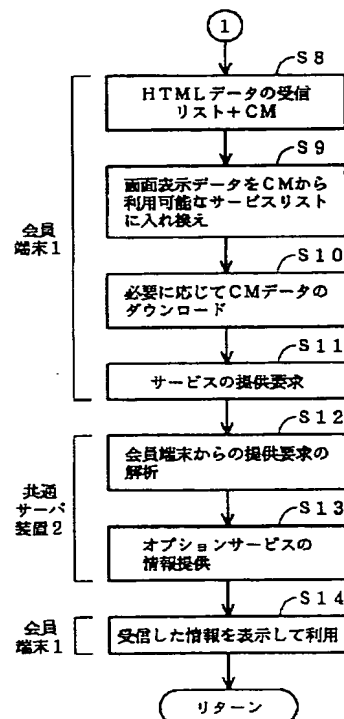 1
S8
HTMLデータの受信
リスト+CM
S9
画面表示データをCMから
利用可能なサービスリスト
に入れ換え
会員
端末1
S10
必要に応じてCMデータの
ダウンロード
S11
サービスの提供要求
S12
会員端末からの提供要求の
解析
共通
サーバ
装置2
S13
オプションサービスの
情報提供
S14
会員
端末1
受信した情報を表示して利用
リターン